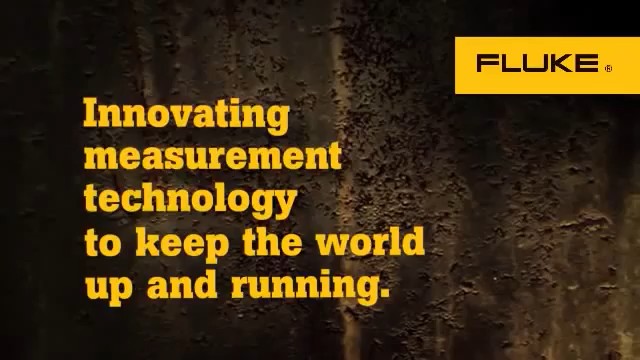 FLUKE ®
Innovating
measurement
technology
to keep the world
up and running.